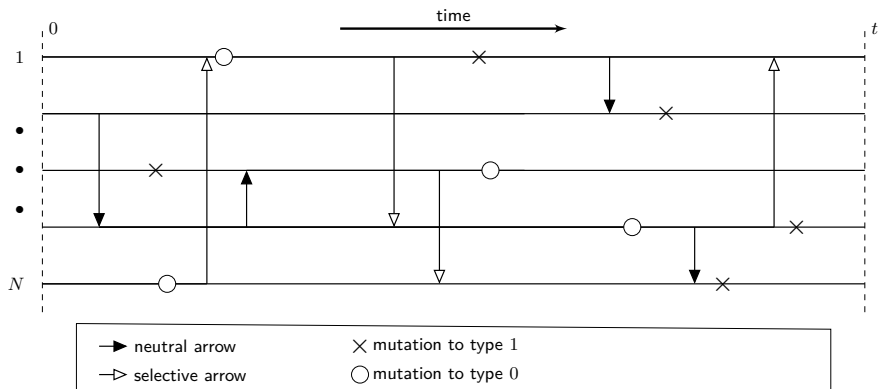 time
0 t
1
N
neutral arrow
mutation to type 1
selective arrow
mutation to type 0